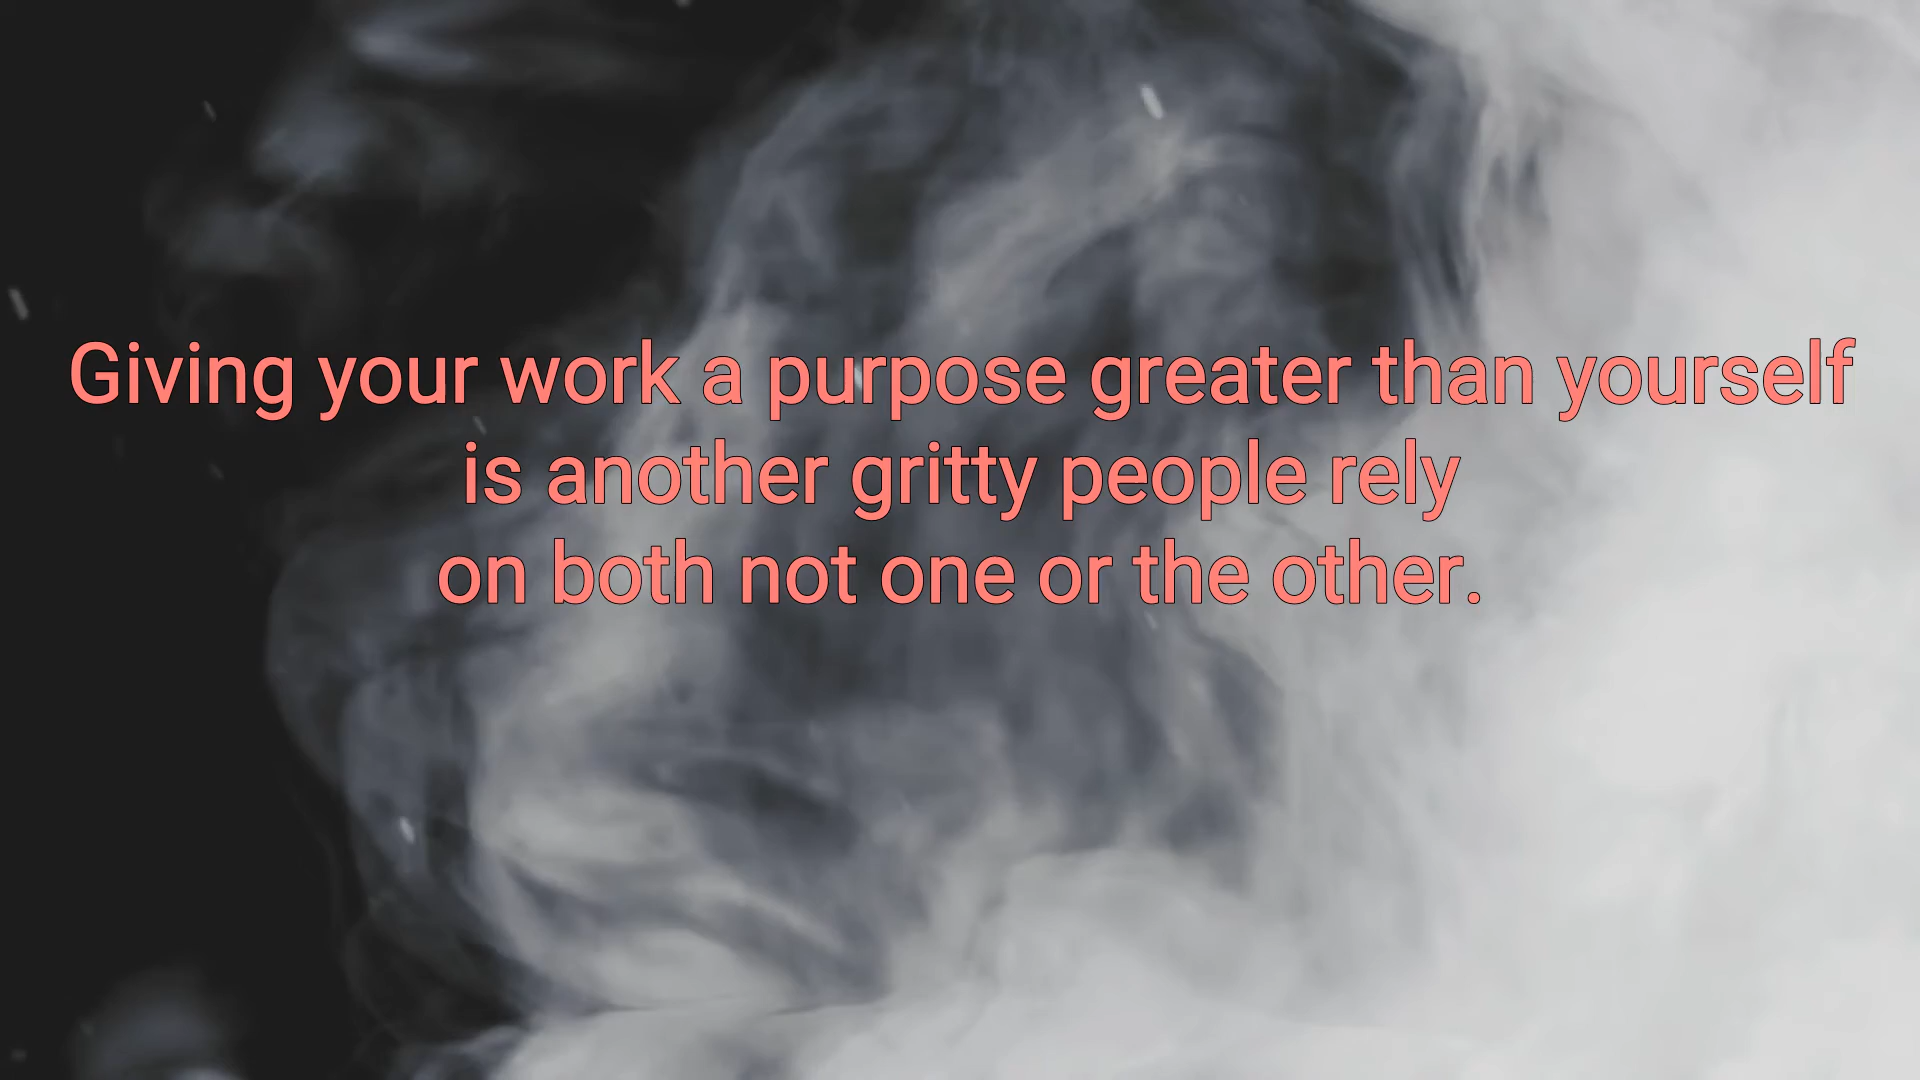 Giving your work a purpose greater than yourself
is another gritty people rely
on both not one or the other.